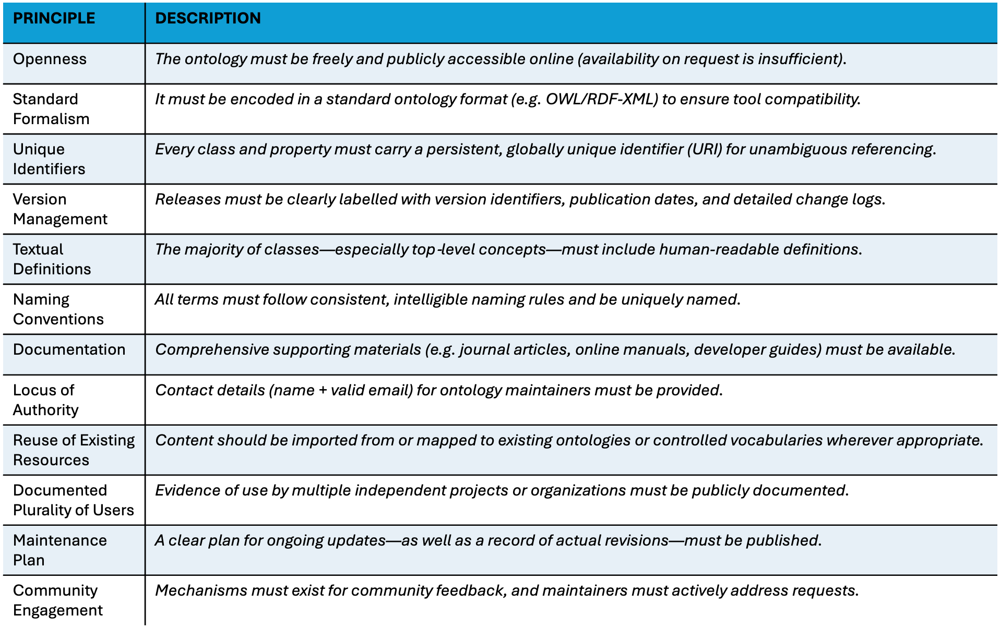 PRINCIPLE
DESCRIPTION
Openness
The ontology must be freely and publicly accessible online (availability on request is insufficient).
Standard
Formalism
It must be encoded in a standard ontology format (e.g. OWL/RDF-XML) to ensure tool compatibility.
Unique
Identifiers
Every class and property must carry a persistent, globally unique identifier (URI) for unambiguous referencing.
Version
Management
Releases must be clearly labelled with version identifiers, publication dates, and detailed change logs.
Textual
Definitions
The majority of classes—especially top-level concepts—must include human-readable definitions.
Naming
Conventions
All terms must follow consistent, intelligible naming rules and be uniquely named.
Documentation
Comprehensive supporting materials (e.g. journal articles, online manuals, developer guides) must be available.
Locus of
Authority
Contact details (name + valid email) for ontology maintainers must be provided.
Reuse of Existing
Resources
Content should be imported from or mapped to existing ontologies or controlled vocabularies wherever appropriate.
Documented
Plurality of Users
Evidence of use by multiple independent projects or organizations must be publicly documented.
Maintenance
Plan
A clear plan for ongoing updates—as well as a record of actual revisions—must be published.
Community
Engagement
Mechanisms must exist for community feedback, and maintainers must actively address requests.